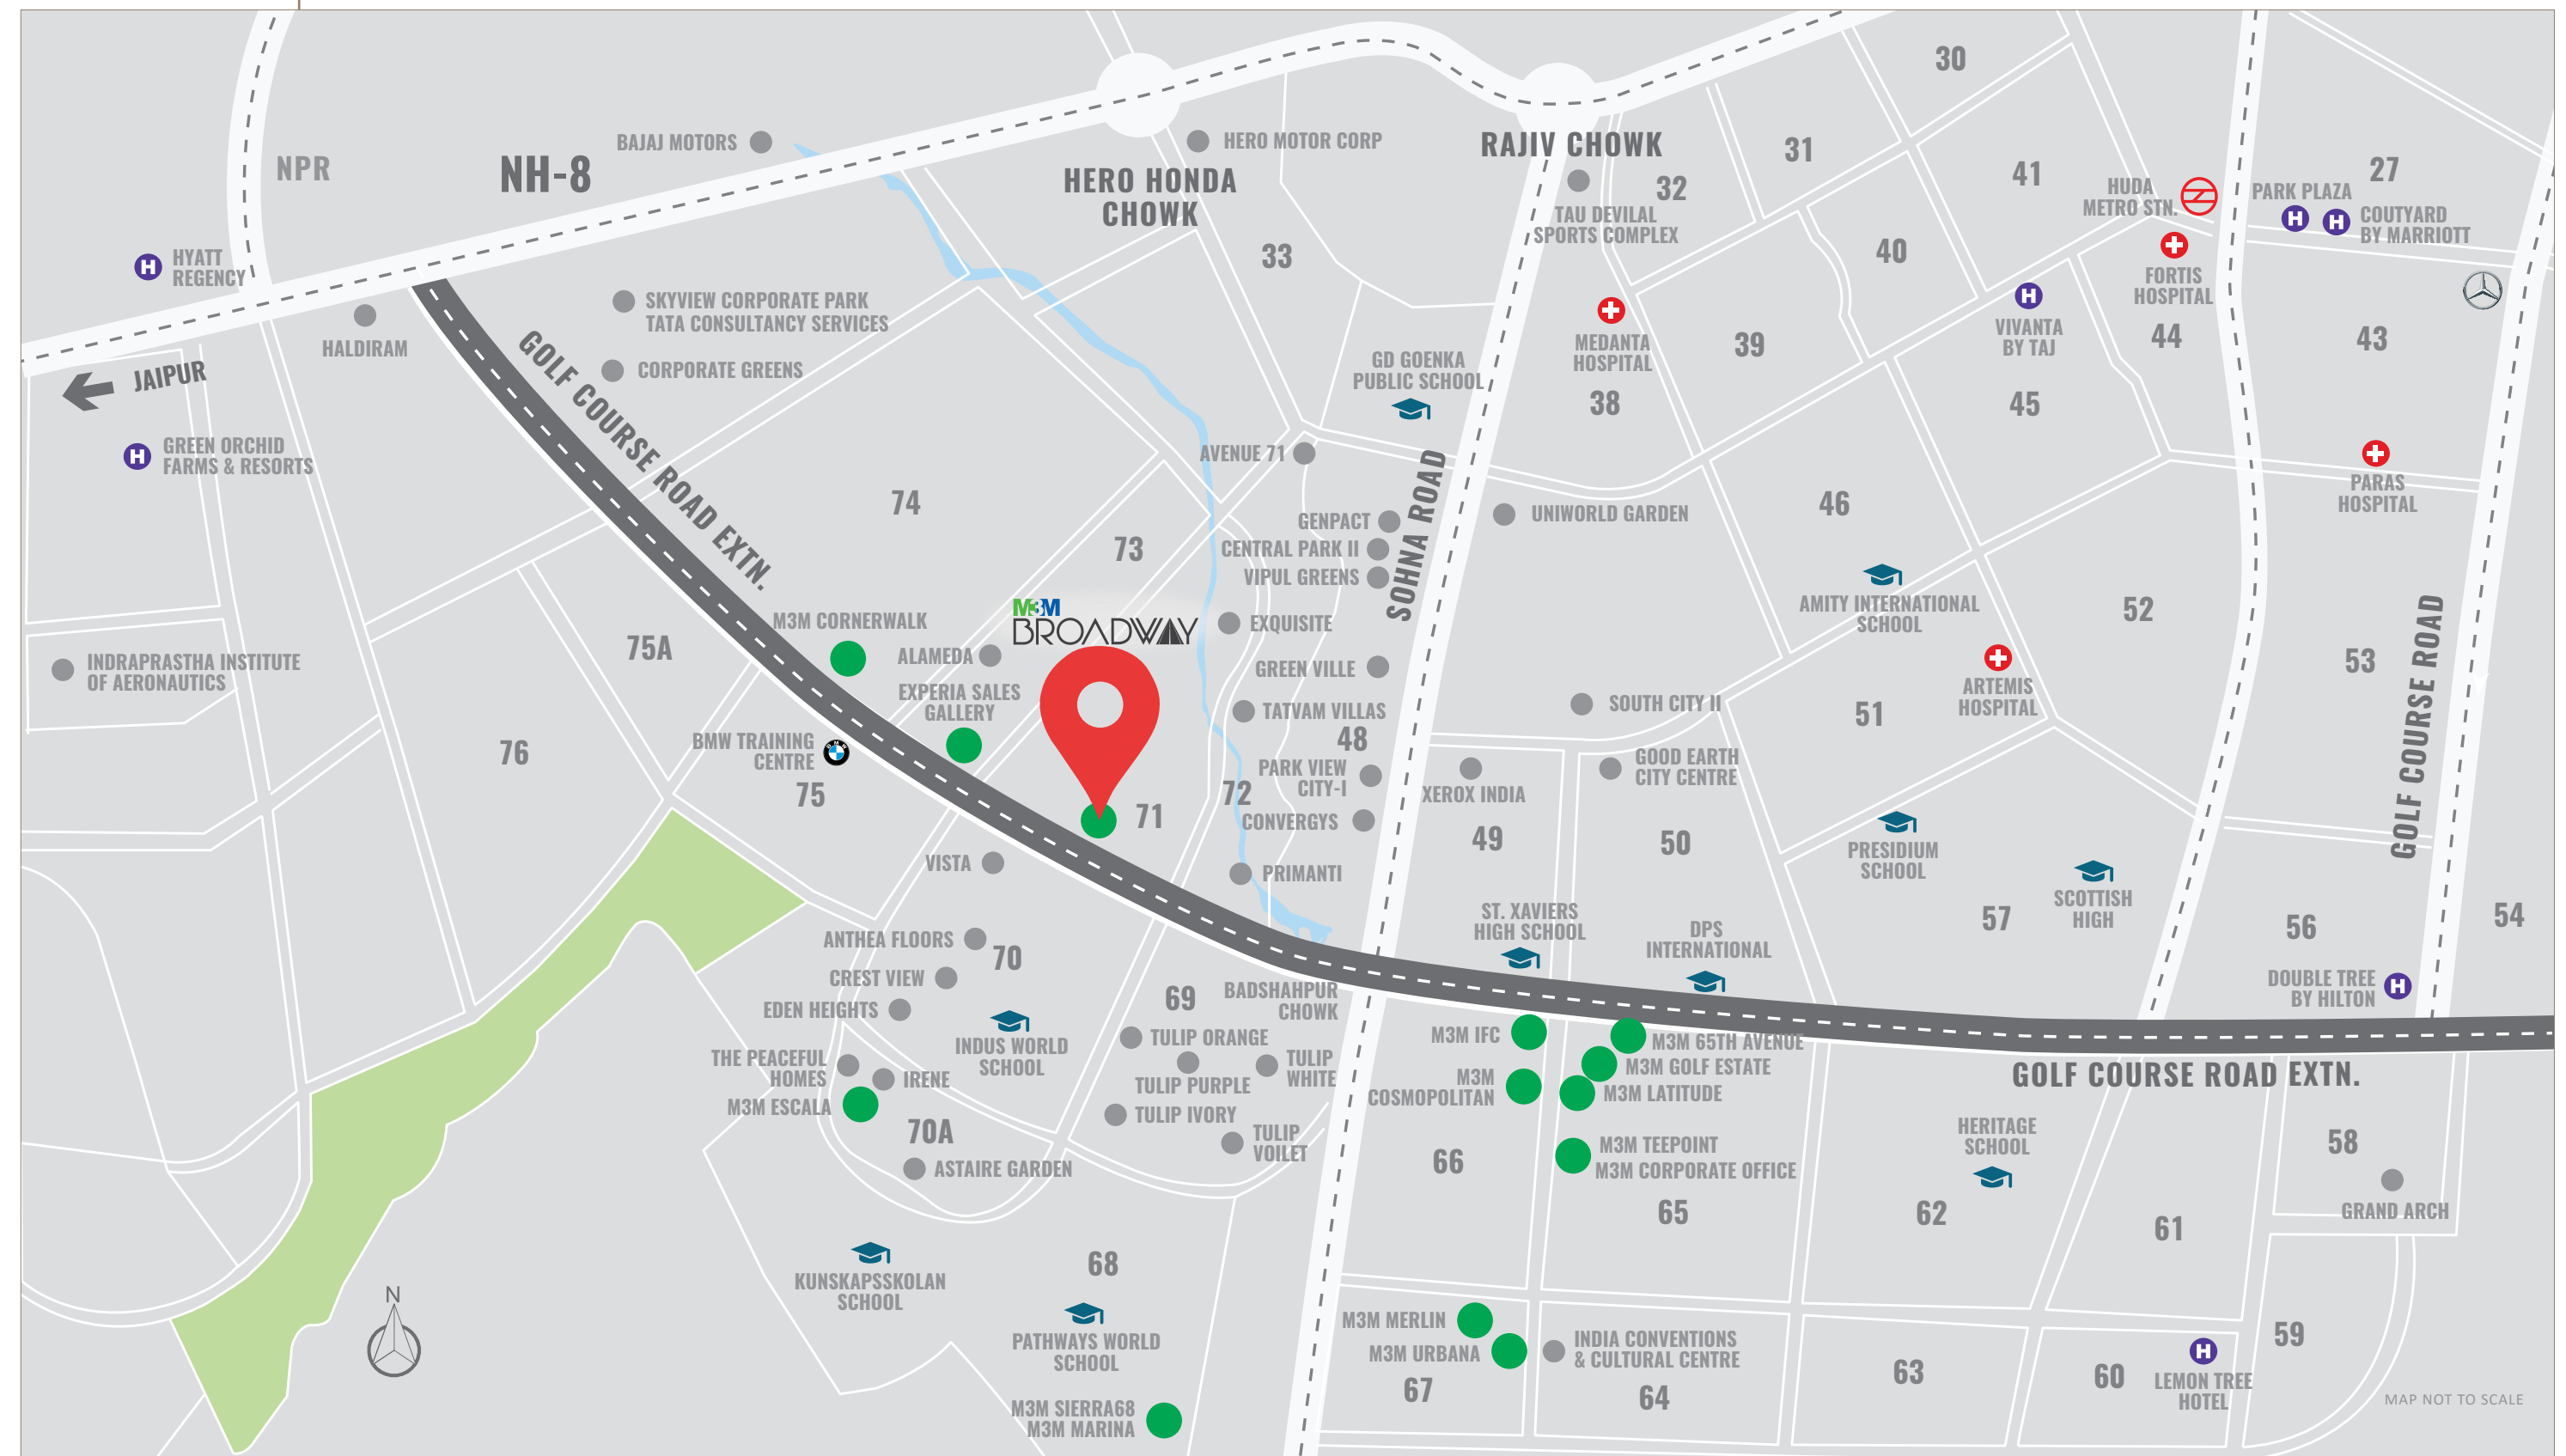 30
BAJAJ MOTORS
HERO MOTOR CORP
RAJIV CHOWK
31
NPR
NH-8
HERO HONDA
CHOWK
32
41
27
HUDA
METRO STN.
PARK PLAZA
COUTYARD
BY MARRIOTT
TAU DEVILAL
SPORTS COMPLEX
33
40
HYATT
REGENCY
FORTIS
HOSPITAL
SKYVIEW CORPORATE PARK
TATA CONSULTANCY SERVICES
HALDIRAM
VIVANTA
BY TAJ
44
43
MEDANTA
HOSPITAL
39
GD GOENKA
PUBLIC SCHOOL
CORPORATE GREENS
JAIPUR
38
45
GOLF COURSE ROAD EXTN.
GREEN ORCHID
FARMS & RESORTS
AVENUE 71
PARAS
HOSPITAL
74
46
SOHNA ROAD
GENPACT
UNIWORLD GARDEN
73
CENTRAL PARK II
VIPUL GREENS
AMITY INTERNATIONAL
SCHOOL
52
M3M
BROADWAY
M3M CORNERWALK
EXQUISITE
75A
ALAMEDA
GREEN VILLE
53
INDRAPRASTHA INSTITUTE
OF AERONAUTICS
EXPERIA SALES
GALLERY
ARTEMIS
HOSPITAL
TATVAM VILLAS
SOUTH CITY II
51
GOLF COURSE ROAD
48
76
BMW TRAINING
CENTRE
BMW
75
PARK VIEW
CITY-I
72
GOOD EARTH
CITY CENTRE
XEROX INDIA
71
CONVERGYS
49
50
PRESIDIUM
SCHOOL
VISTA
PRIMANTI
SCOTTISH
HIGH
57
56
54
ST. XAVIERS
HIGH SCHOOL
DPS
INTERNATIONAL
ANTHEA FLOORS
70
CREST VIEW
EDEN HEIGHTS
69
BADSHAHPUR
CHOWK
DOUBLE TREE
BY HILTON
INDUS WORLD
SCHOOL
TULIP ORANGE
M3M IFC
M3M 65TH AVENUE
THE PEACEFUL
HOMES
IRENE
TULIP
WHITE
TULIP PURPLE
M3M GOLF ESTATE
GOLF COURSE ROAD EXTN.
M3M
COSMOPOLITAN
M3M LATITUDE
M3M ESCALA
TULIP IVORY
70A
TULIP
VOILET
HERITAGE
SCHOOL
58
M3M TEEPOINT
M3M CORPORATE OFFICE
66
ASTAIRE GARDEN
65
62
61
GRAND ARCH
68
KUNSKAPSSKOLAN
SCHOOL
N
PATHWAYS WORLD
SCHOOL
M3M MERLIN
M3M URBANA
INDIA CONVENTIONS
& CULTURAL CENTRE
59
67
64
63
60
LEMON TREE
HOTEL
M3M SIERRA68
M3M MARINA
MAP NOT TO SCALE